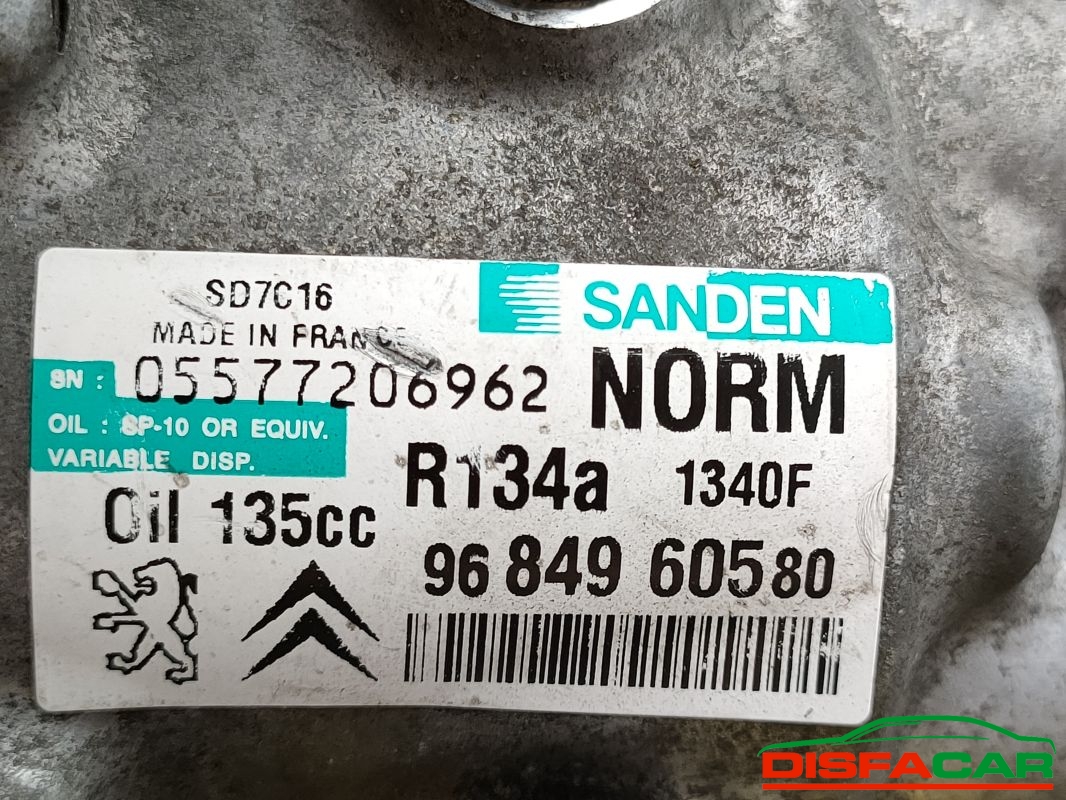 SD7C16
MADE IN FRANCE
SANDEN
SN : 05577206962
NORM
OIL : SP-10 OR EQUIV.
VARIABLE DISP.
R134a 1340F
Oil 135cc
96 849 605 80
DISFACAR